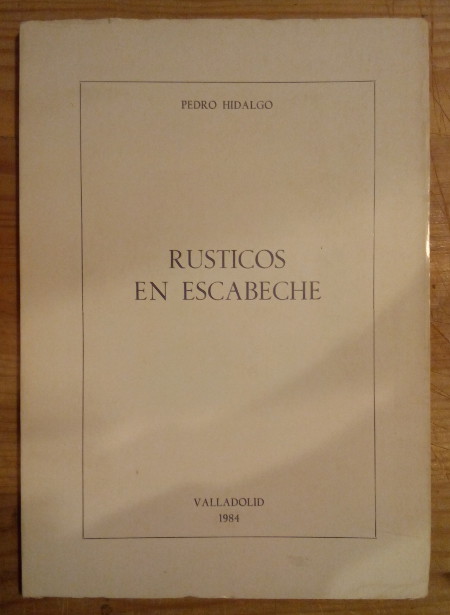 PEDRO HIDALGO
RUSTICOS
EN ESCABECHE
VALLADOLID
1984